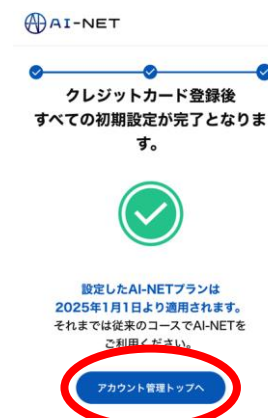 AI-NET
クレジットカード登録後
すべての初期設定が完了となりま
す。
設定したAI-NETプランは
2025年1月1日より適用されます。
それまでは従来のコースでAI-NETを
ご利用ください。
アカウント管理トップへ